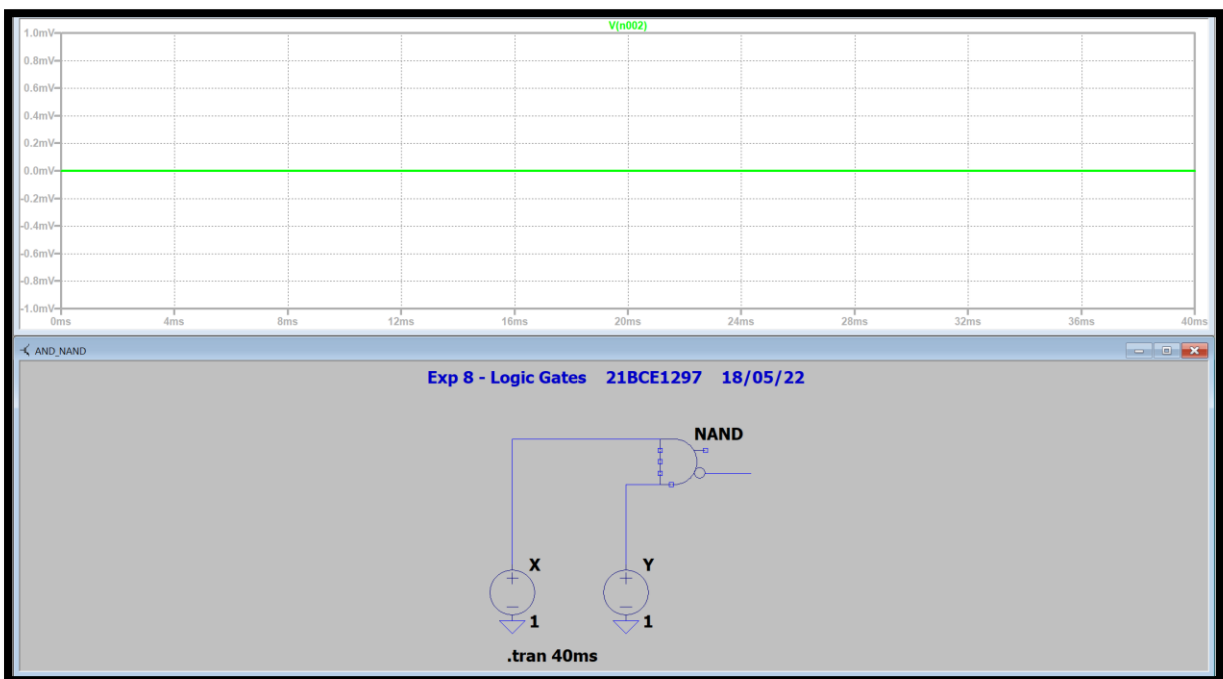 V(n002)
1.0mV
0.8mV
0.6mV
0.4mV
0.2mV
0.0mV
-0.2mV
-0.4mV
-0.6mV
-0.8mV
-1.0mV
0ms 4ms 8ms 12ms 16ms 20ms 24ms 28ms 32ms 36ms 40ms
AND_NAND
Exp 8 - Logic Gates 21BCE1297 18/05/22
NAND
X Y
1 1
.tran 40ms